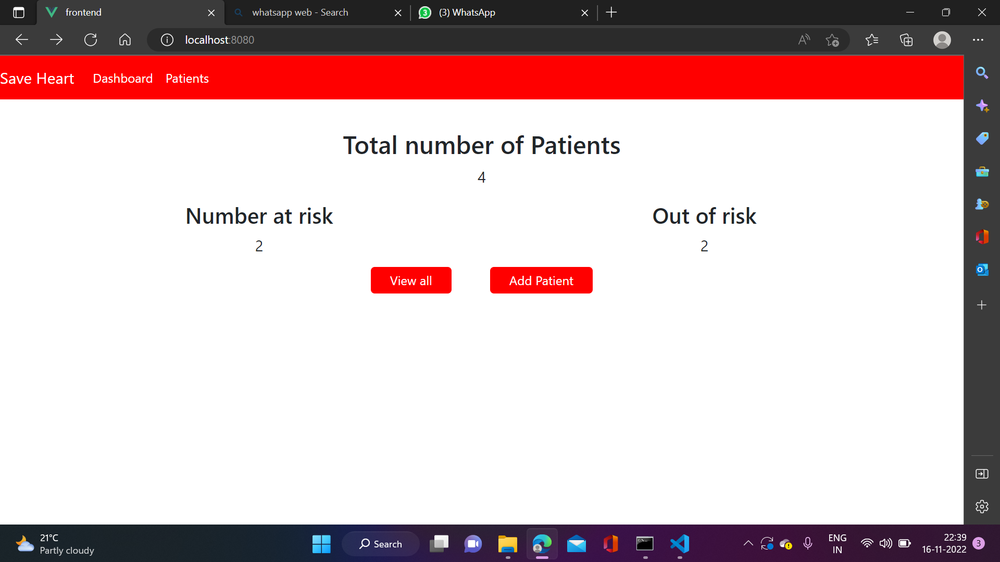 frontend
whatsapp web - Search
3
(3) WhatsApp
localhost:8080
Save Heart
Dashboard
Patients
Total number of Patients
4
Number at risk
Out of risk
2
2
View all
Add Patient
21°C
Partly cloudy
Search
ENG
IN
22:39
16-11-2022
3